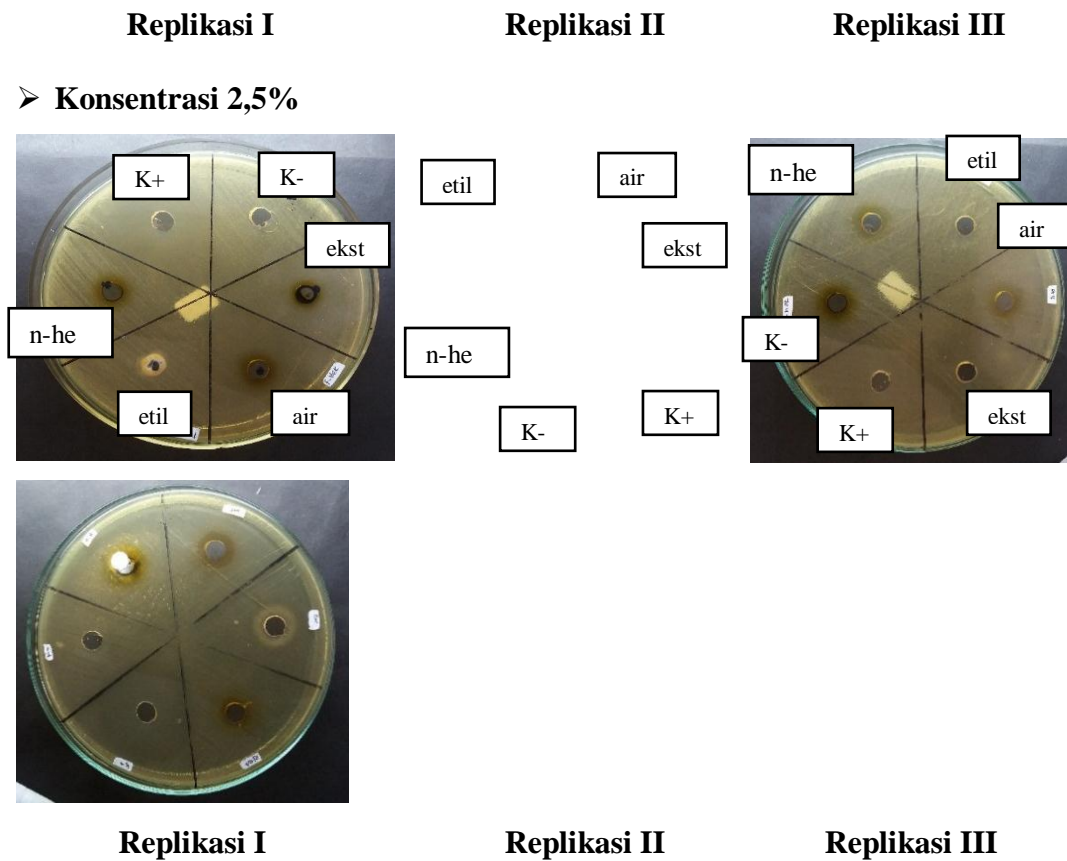 Replikasi I Replikasi II Replikasi III
➢ Konsentrasi 2,5%
K+ K- ekst n-he etil air
etil air ekst n-he K- K+
n-he etil air K- K+ ekst
Replikasi I Replikasi II Replikasi III